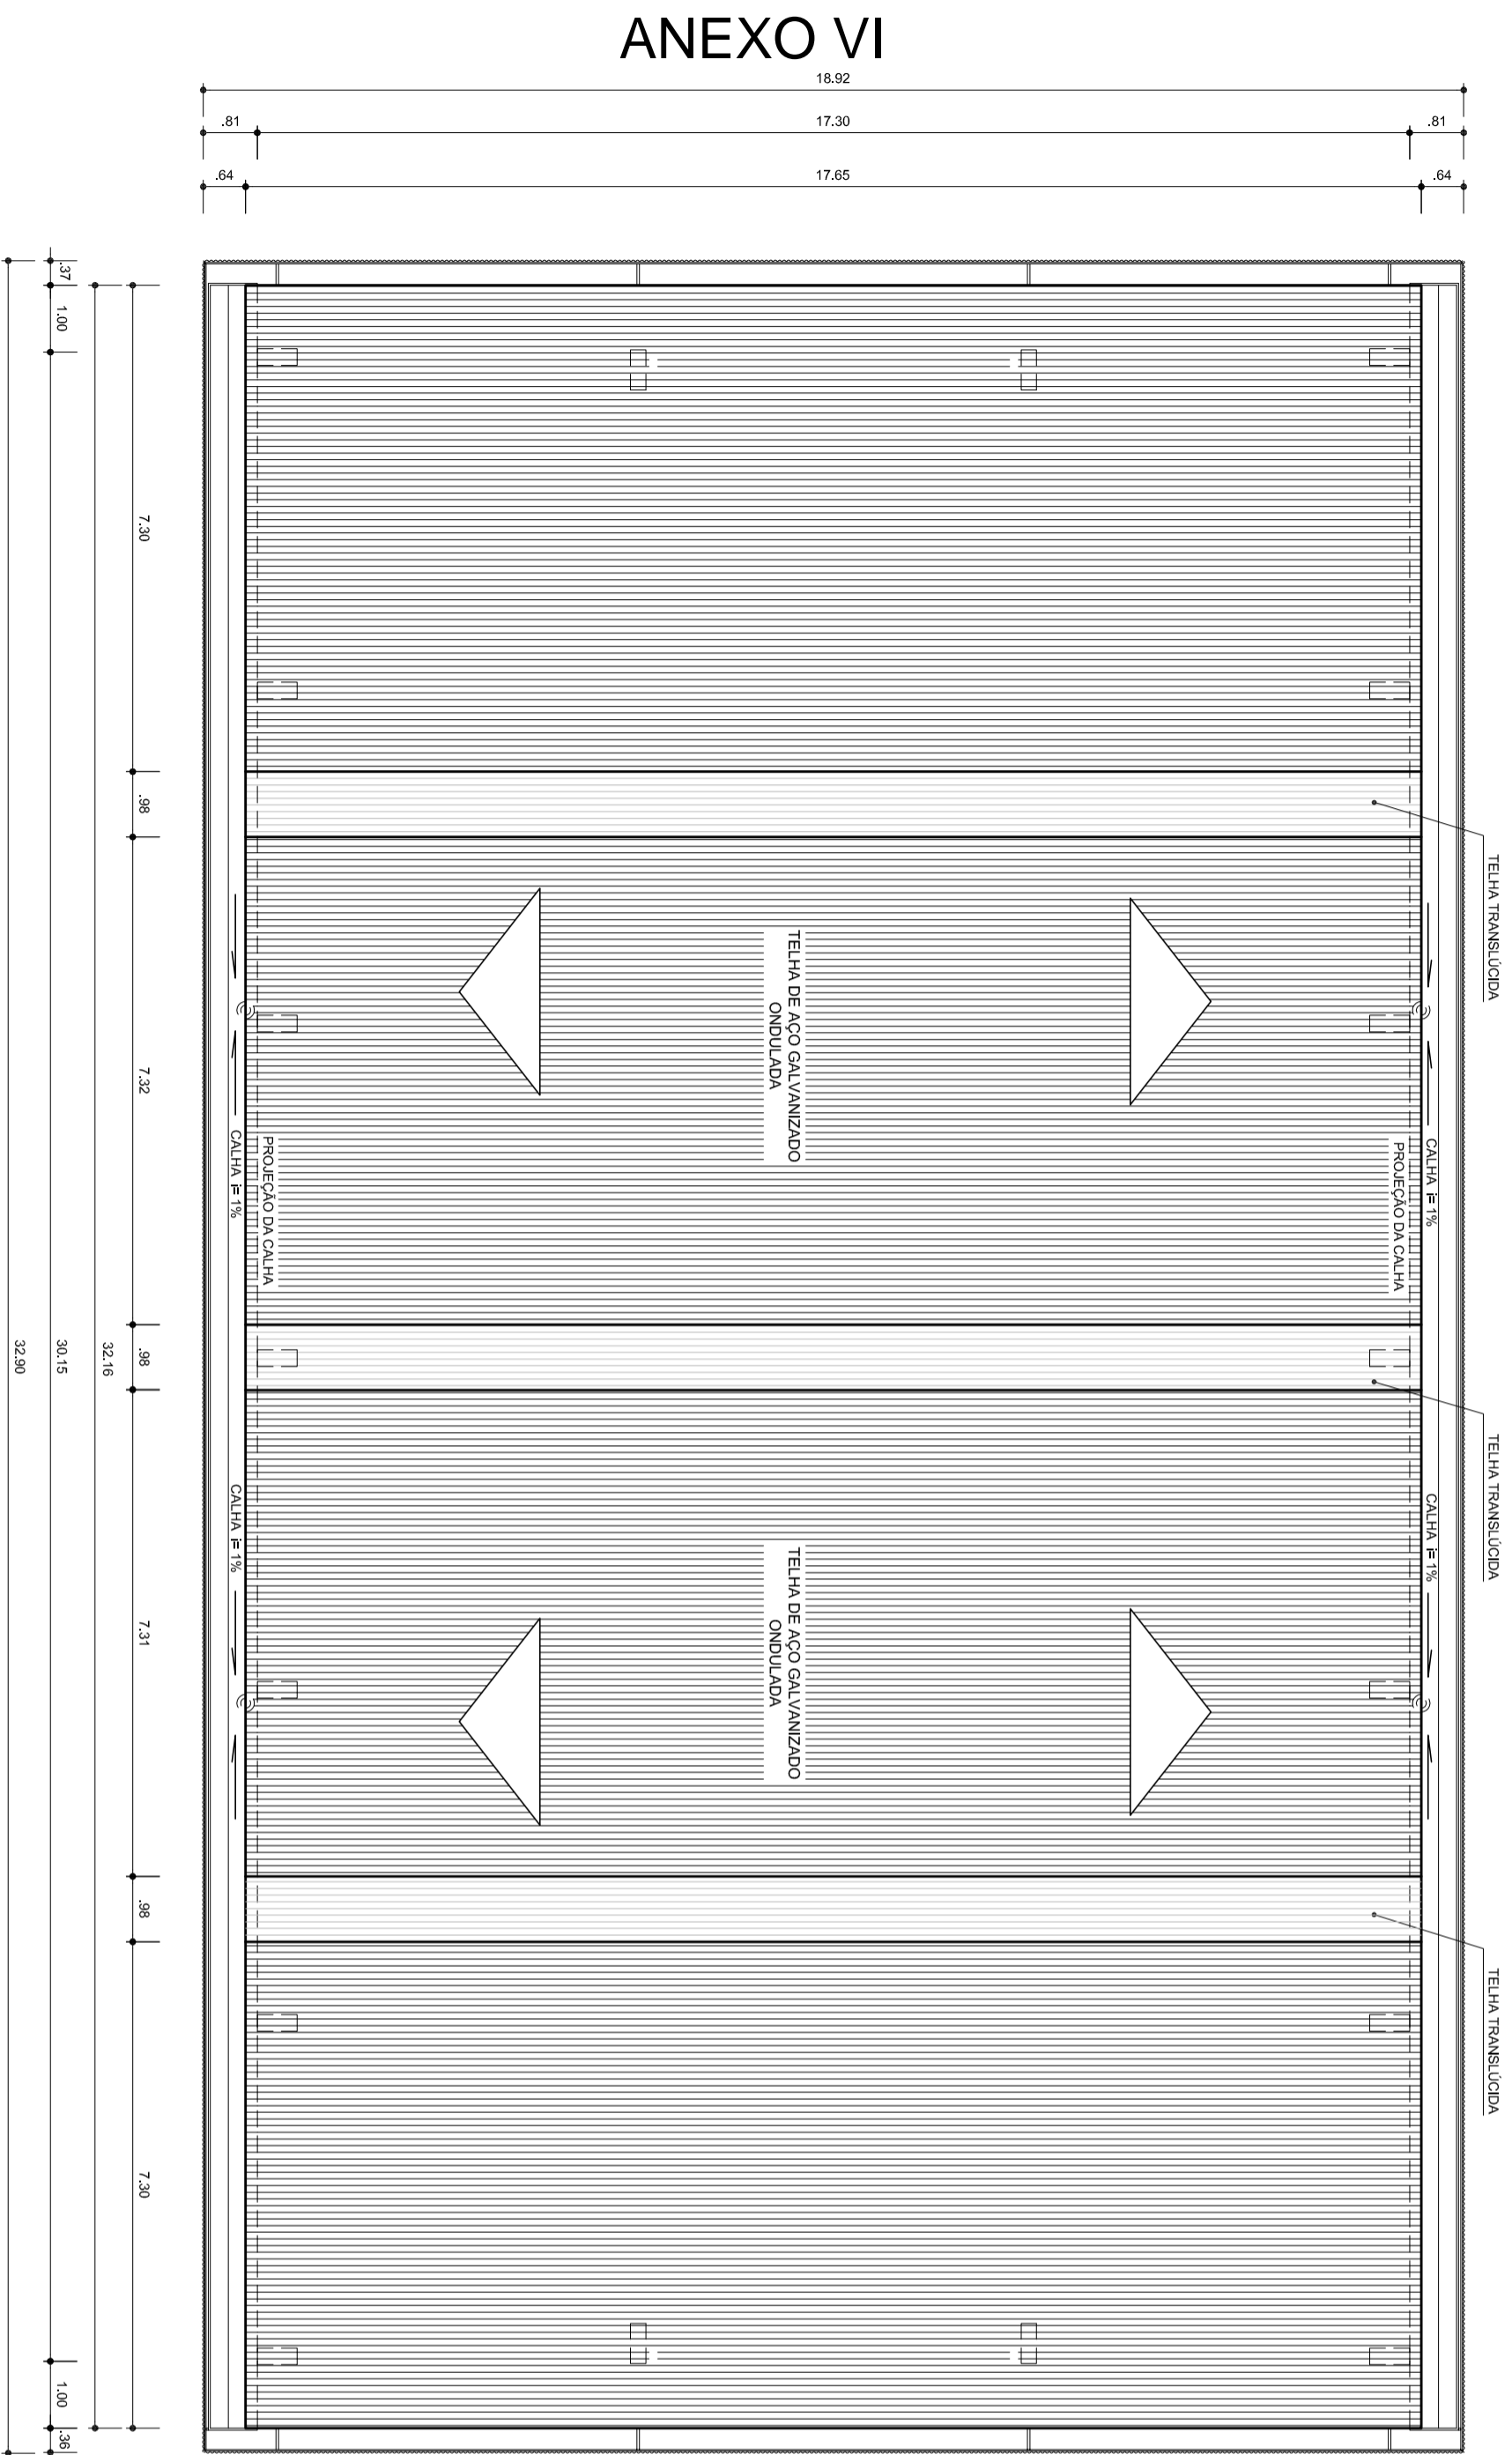 ANEXO VI
18.92
.81
17.30
.81
.64
17.65
.64
.37
1.00
7.30
.98
TELHA TRANSLÚCIDA
TELHA DE AÇO GALVANIZADO
ONDULADA
7.32
CALHA i= 1%
PROJEÇÃO DA CALHA
PROJEÇÃO DA CALHA
CALHA i= 1%
32.90
30.15
32.16
.98
TELHA TRANSLÚCIDA
CALHA i= 1%
CALHA i= 1%
TELHA DE AÇO GALVANIZADO
ONDULADA
7.31
.98
TELHA TRANSLÚCIDA
7.30
1.00
.36